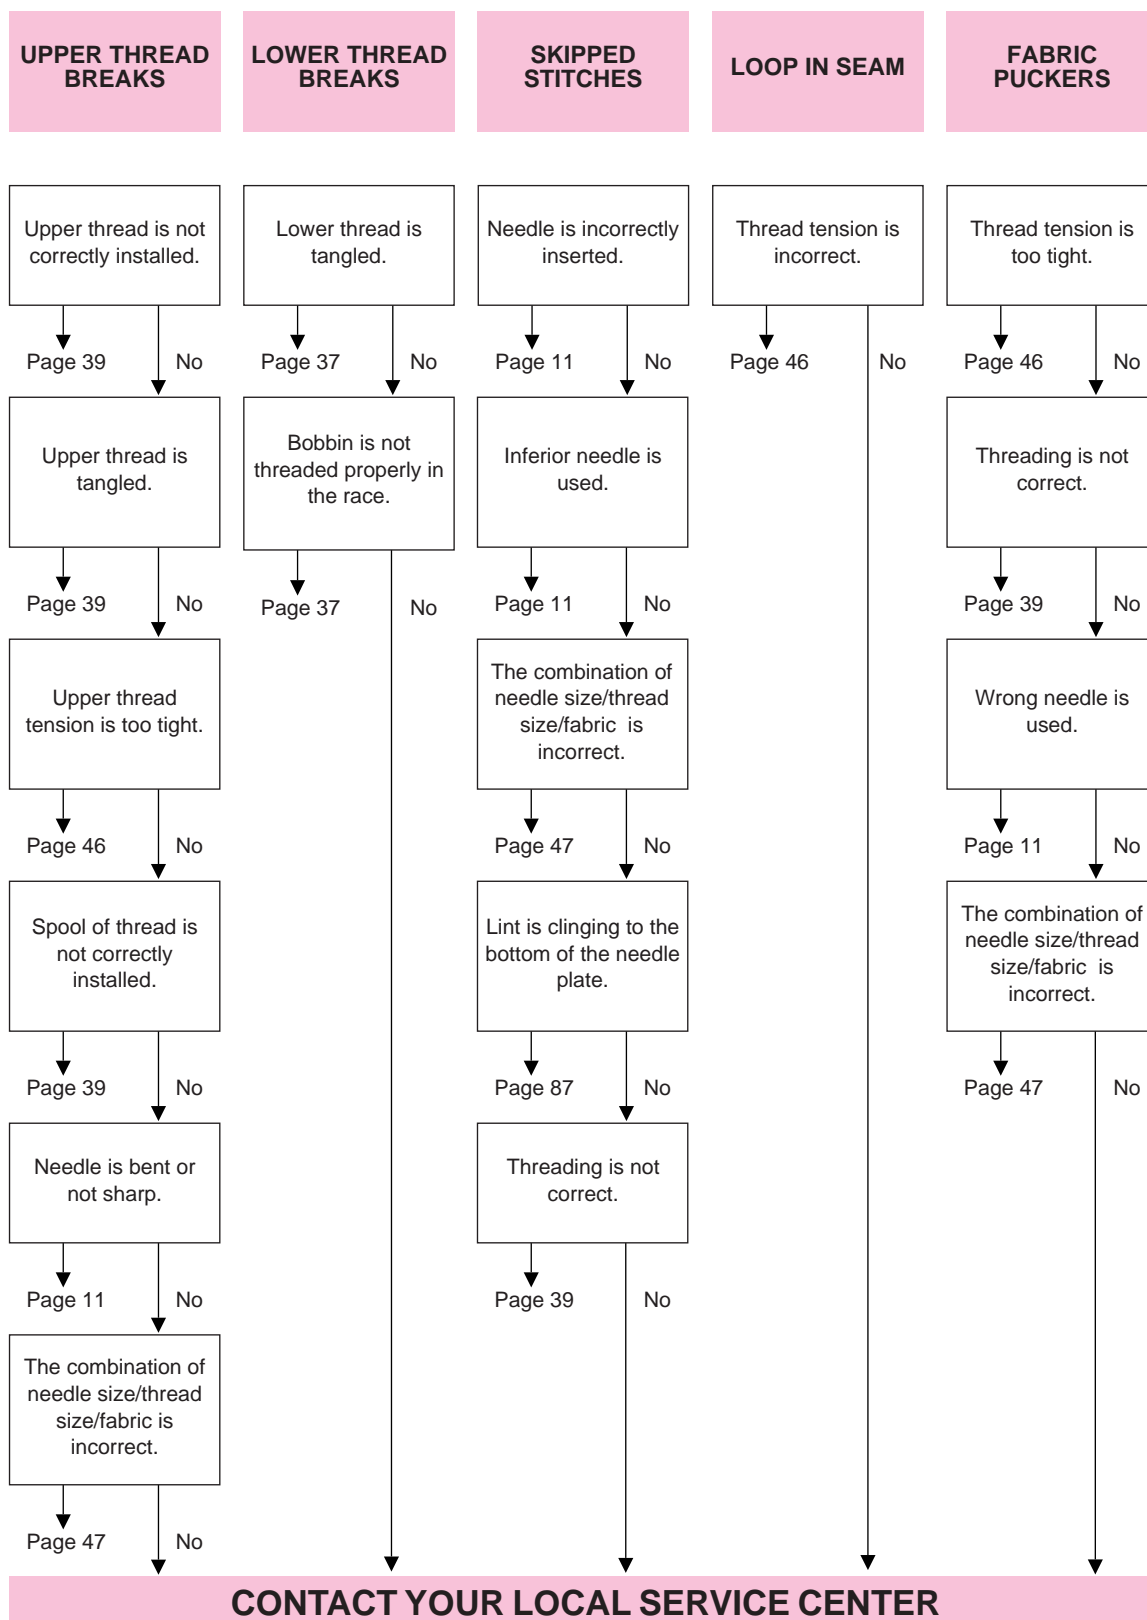 UPPER THREAD
BREAKS
LOWER THREAD
BREAKS
SKIPPED
STITCHES
LOOP IN SEAM
FABRIC
PUCKERS
Upper thread is not
correctly installed.
Page 39
No
Upper thread is
tangled.
Page 39
No
Upper thread
tension is too tight.
Page 46
No
Spool of thread is
not correctly
installed.
Page 39
No
Needle is bent or
not sharp.
Page 11
No
The combination of
needle size/thread
size/fabric is
incorrect.
Page 47
No
Lower thread is
tangled.
Page 37
No
Bobbin is not
threaded properly in
the race.
Page 37
No
Needle is incorrectly
inserted.
Page 11
No
Inferior needle is
used.
Page 11
No
The combination of
needle size/thread
size/fabric is
incorrect.
Page 47
No
Lint is clinging to the
bottom of the needle
plate.
Page 87
No
Threading is not
correct.
Page 39
No
Thread tension is
incorrect.
Page 46
No
Thread tension is
too tight.
Page 46
No
Threading is not
correct.
Page 39
No
Wrong needle is
used.
Page 11
No
The combination of
needle size/thread
size/fabric is
incorrect.
Page 47
No
CONTACT YOUR LOCAL SERVICE CENTER